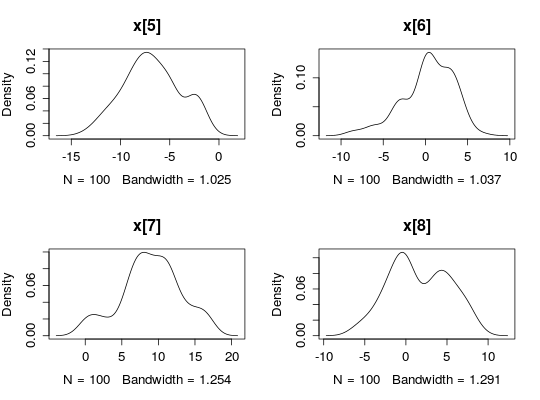 x[5]
Density
0.00 0.06 0.12
-15 -10 -5 0
N = 100 Bandwidth = 1.025
x[6]
Density
0.00 0.10
-10 -5 0 5 10
N = 100 Bandwidth = 1.037
x[7]
Density
0.00 0.06
0 5 10 15 20
N = 100 Bandwidth = 1.254
x[8]
Density
0.00 0.06
-10 -5 0 5 10
N = 100 Bandwidth = 1.291